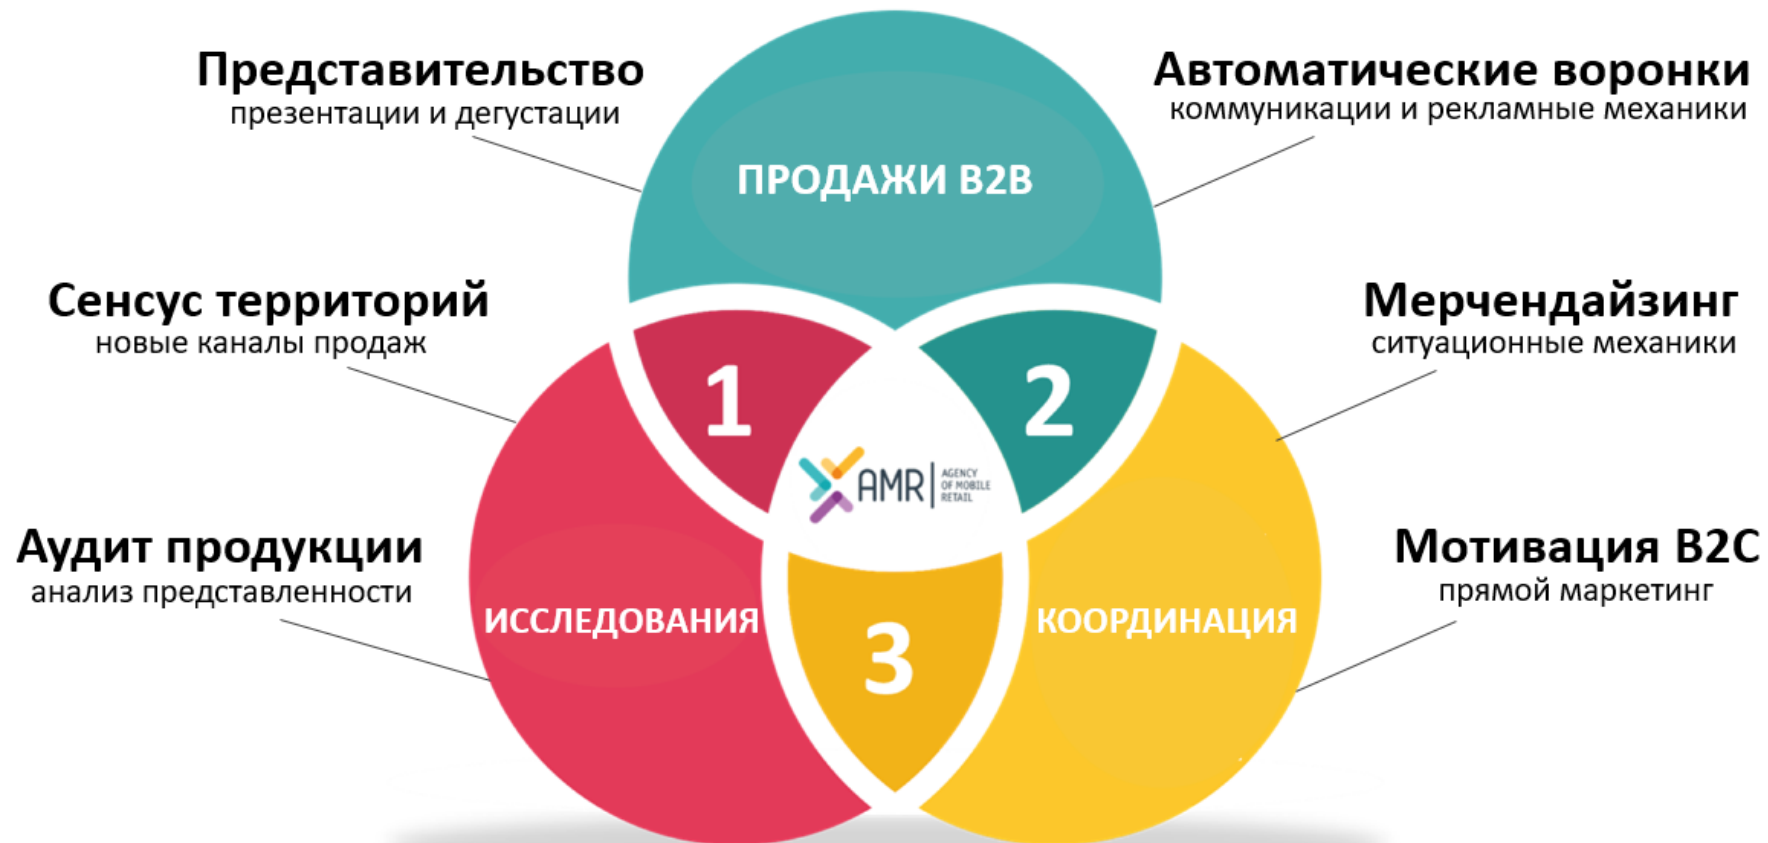 Представительство
презентации и дегустации
Автоматические воронки
коммуникации и рекламные механики
ПРОДАЖИ B2B
Сенсус территорий
новые каналы продаж
Мерчендайзинг
ситуационные механики
1
2
AMR
AGENCY
OF MOBILE
RETAIL
Аудит продукции
анализ представленности
Мотивация B2C
прямой маркетинг
ИССЛЕДОВАНИЯ
3
КООРДИНАЦИЯ